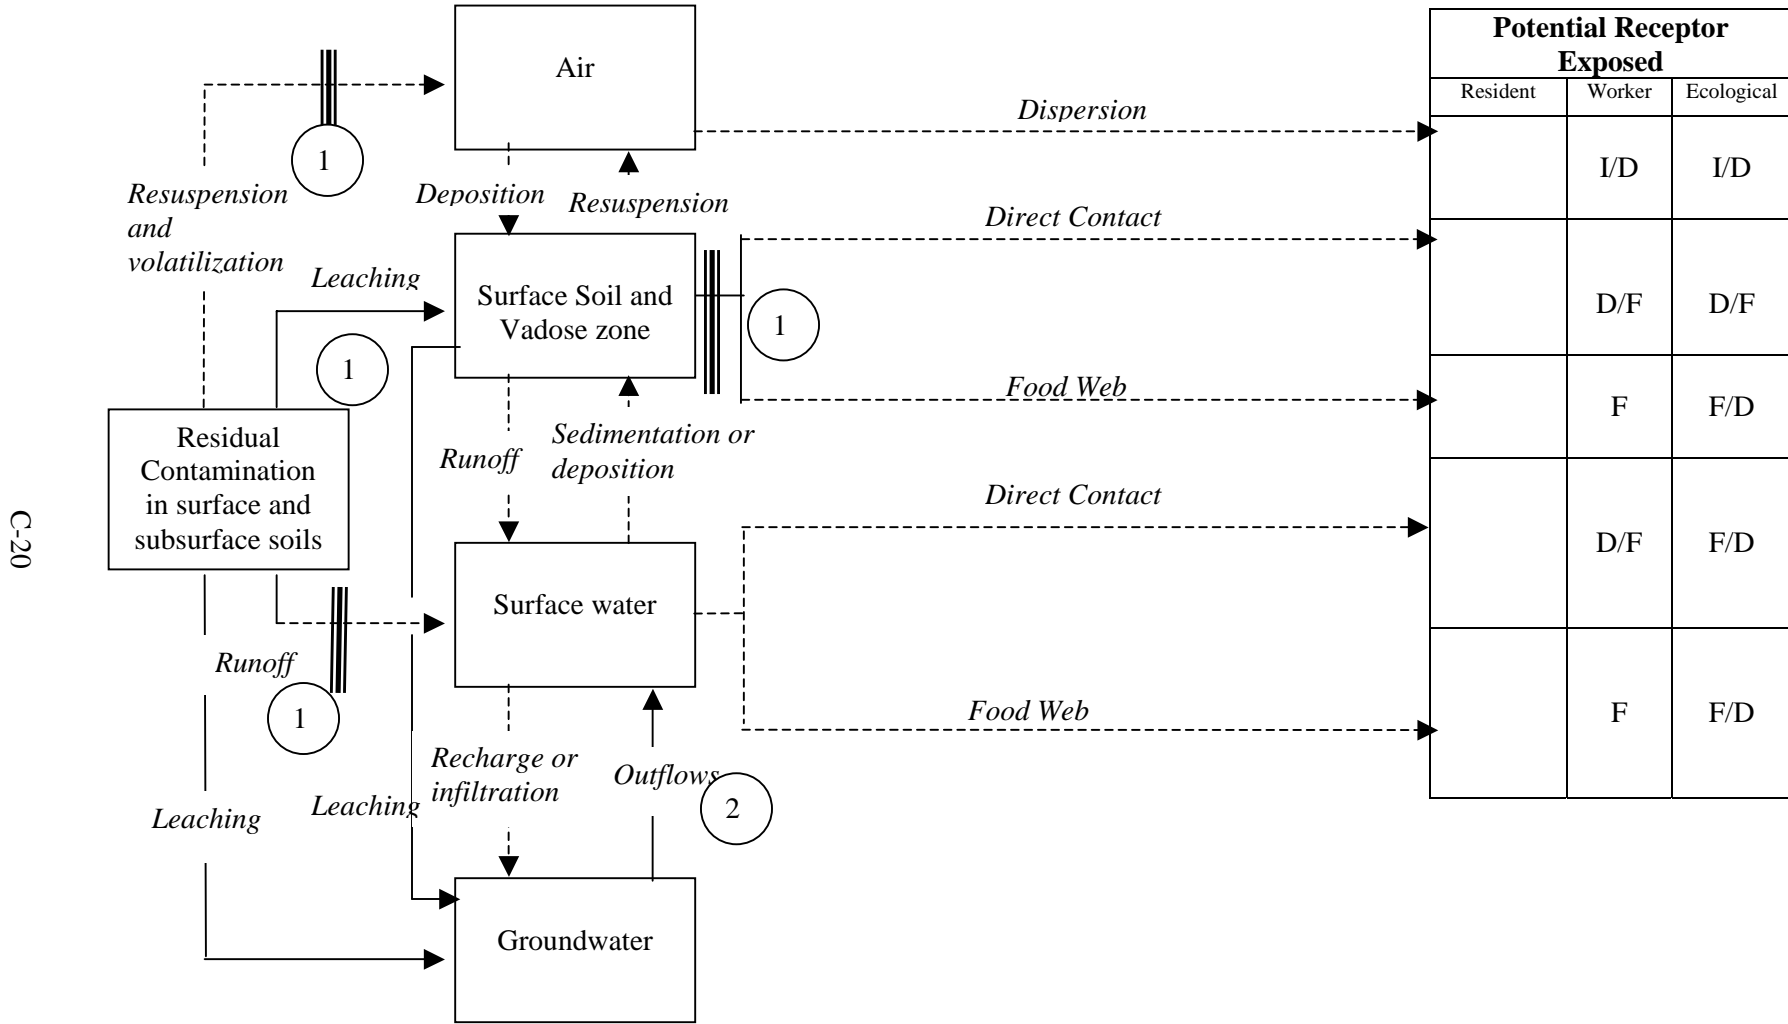 Air
Potential Receptor
Exposed
Resident Worker Ecological
Dispersion
1
I/D I/D
Resuspension
and
volatilization
Deposition
Resuspension
Direct Contact
Leaching
Surface Soil and
Vadose zone
1
D/F D/F
1
Food Web
F F/D
Residual
Contamination
in surface and
subsurface soils
Runoff
Sedimentation or
deposition
Direct Contact
C-20
D/F F/D
Surface water
Runoff
1
Food Web
F F/D
Recharge or
infiltration
Outflows
2
Leaching
Leaching
Groundwater